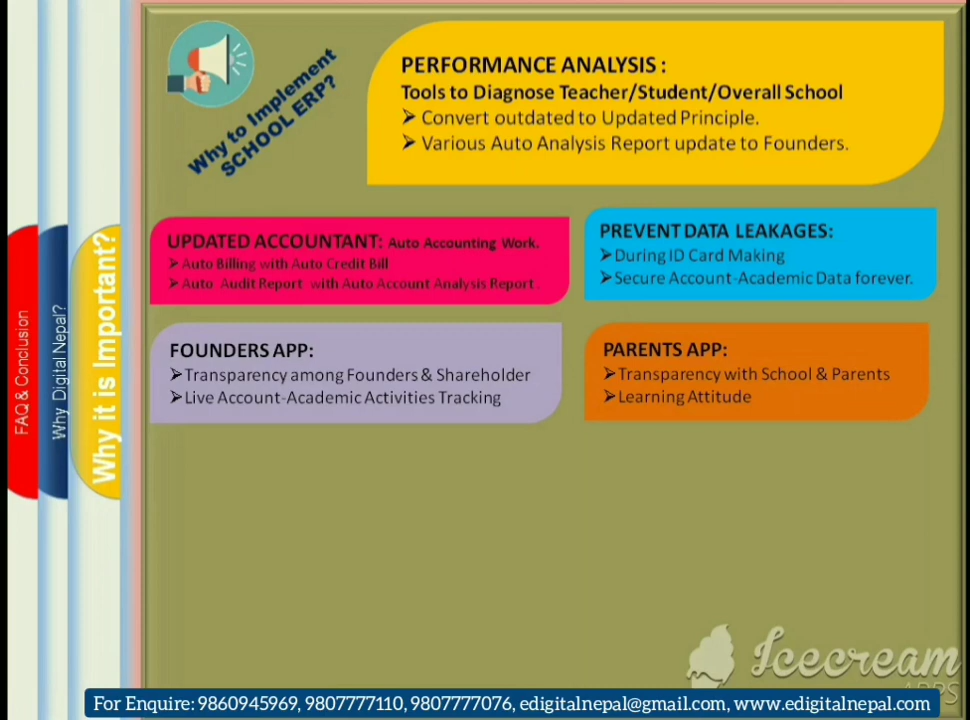 Why to Implement
SCHOOL ERP?
PERFORMANCE ANALYSIS :
Tools to Diagnose Teacher/Student/Overall School
➢ Convert outdated to Updated Principle.
➢ Various Auto Analysis Report update to Founders.
UPDATED ACCOUNTANT: Auto Accounting Work.
➢ Auto Billing with Auto Credit Bill
➢ Auto Audit Report with Auto Account Analysis Report.
PREVENT DATA LEAKAGES:
➢ During ID Card Making
➢ Secure Account-Academic Data forever.
FOUNDERS APP:
➢ Transparency among Founders & Shareholder
➢ Live Account-Academic Activities Tracking
PARENTS APP:
➢ Transparency with School & Parents
➢ Learning Attitude
FAQ & Conclusion
Why Digital Nepal?
Why it is Important?
Icecream
APPS
For Enquire: 9860945969, 9807777110, 9807777076, edigitalnepal@gmail.com, www.edigitalnepal.com